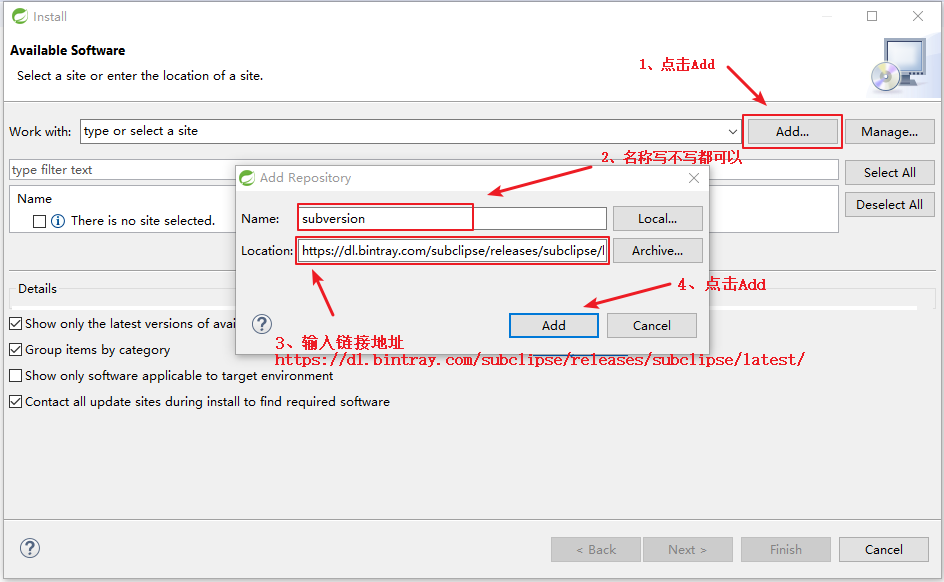 Install
Available Software
Select a site or enter the location of a site.
1、点击Add
Work with: type or select a site Add... Manage...
2、名称写不写都可以
type filter text Select All
Add Repository
Name
Deselect All
There is no site selected.
Name: subversion Local...
Location: https://dl.bintray.com/subclipse/releases/subclipse/l Archive...
4、点击Add
Details
Show only the latest versions of avai
Add Cancel
3、输入链接地址
Group items by category
https://dl.bintray.com/subclipse/releases/subclipse/latest/
Show only software applicable to target environment
Contact all update sites during install to find required software
< Back Next > Finish Cancel